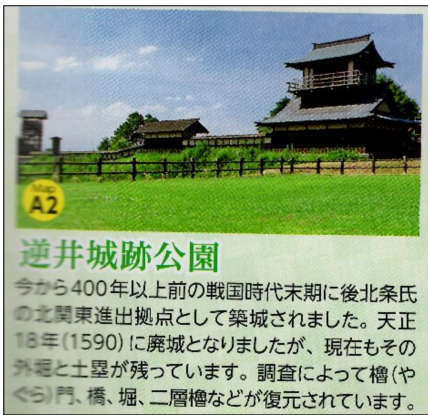 Map
A2
逆井城跡公園
今から400年以上前の戦国時代末期に後北条氏
の北関東進出拠点として築城されました。天正
18年(1590)に廃城となりましたが、現在もその
外堀と土塁が残っています。調査によって櫓(や
ぐら)門、橋、堀、二層櫓などが復元されています。